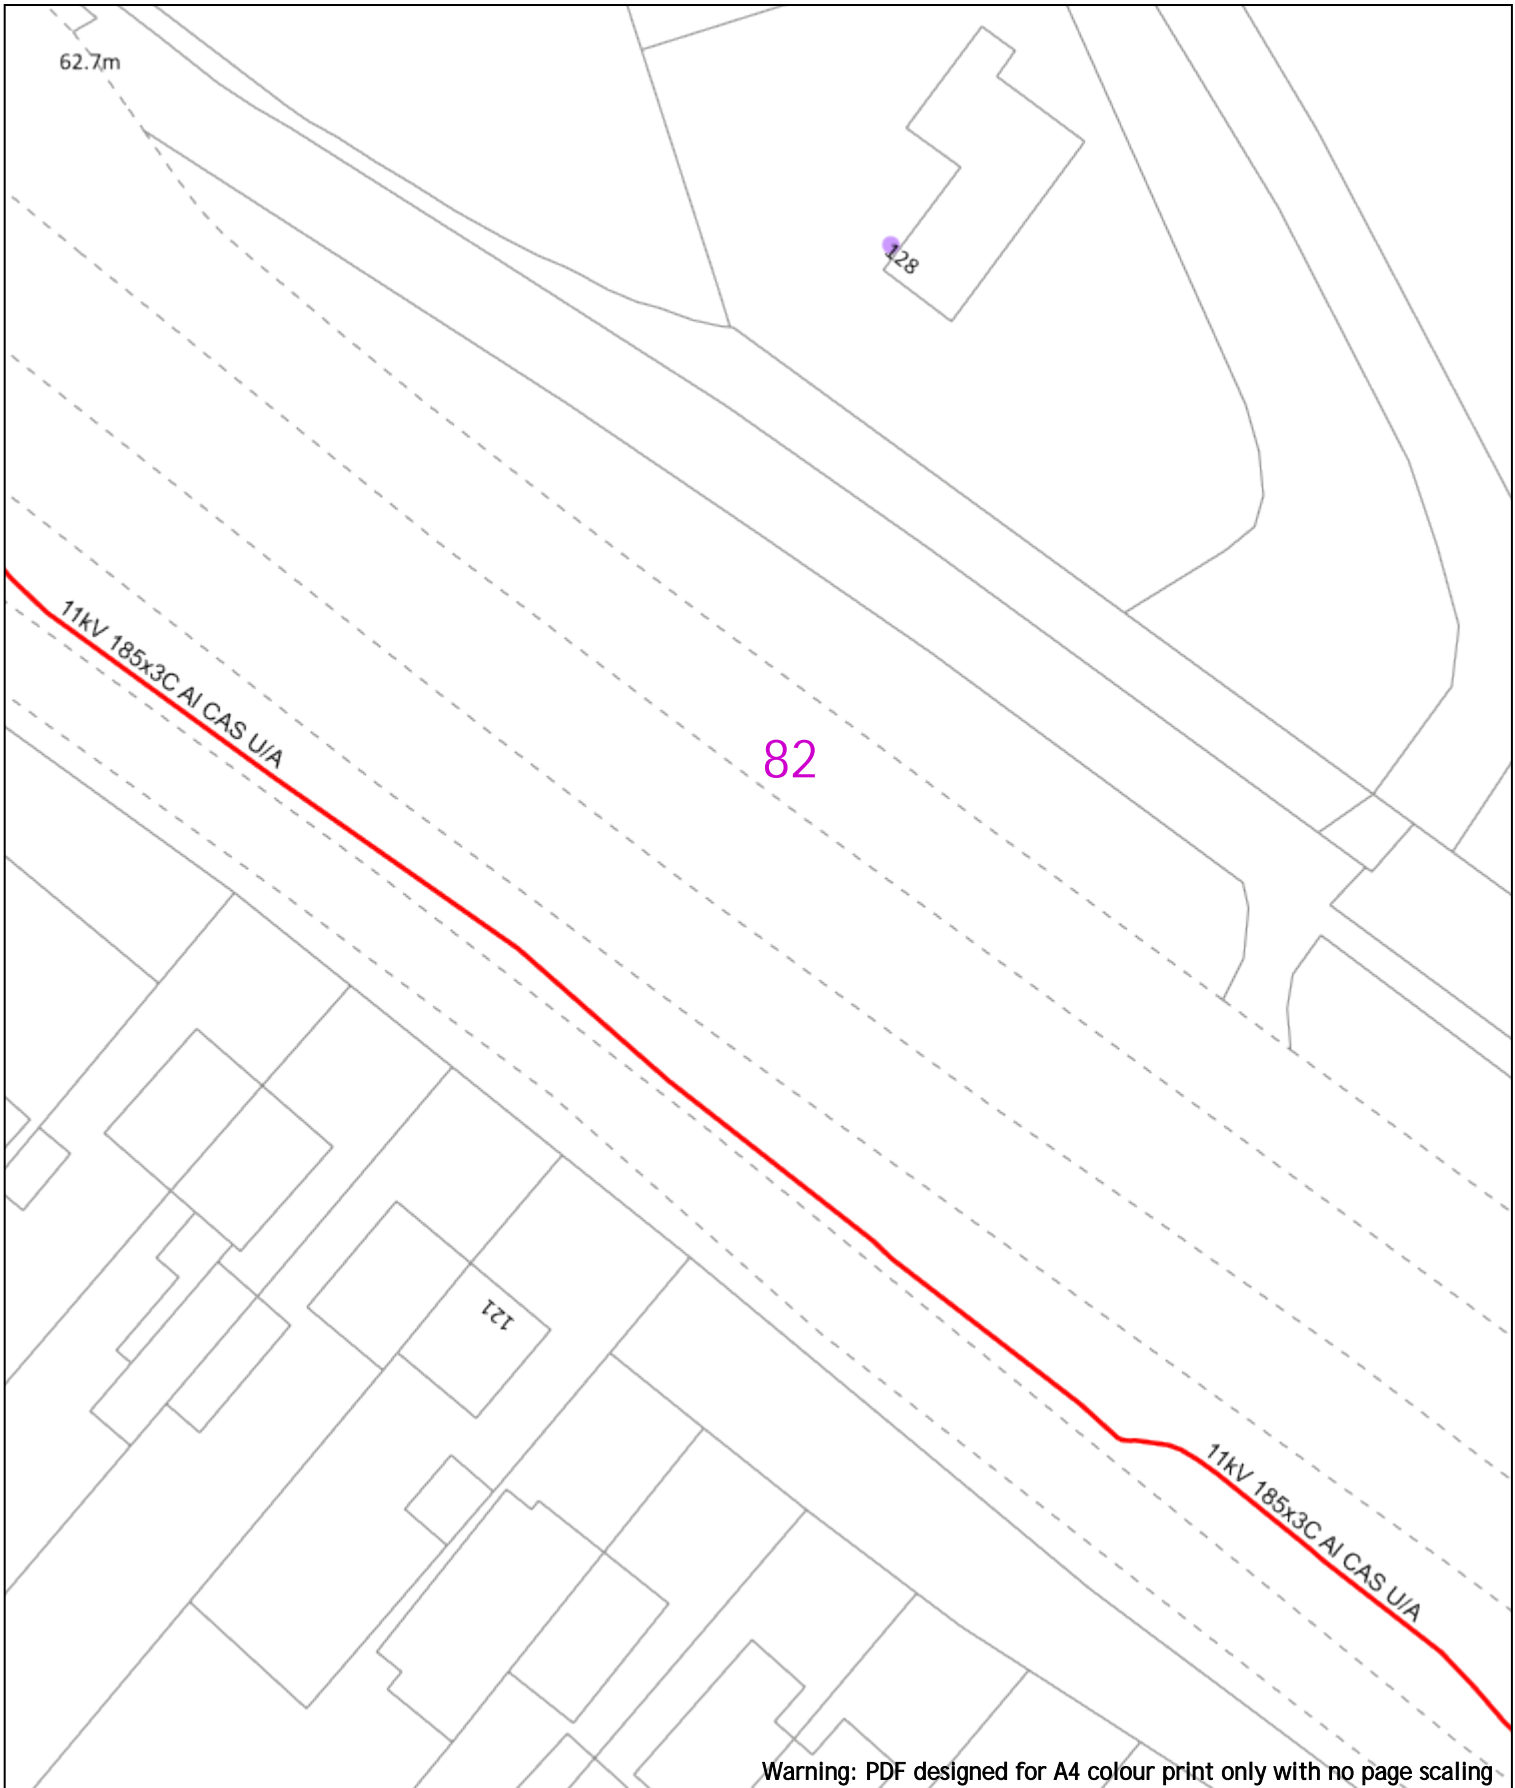 62.7m
128
11kV 185x3C Al CAS U/A
82
121
11kV 185x3C Al CAS U/A
Warning: PDF designed for A4 colour print only with no page scaling